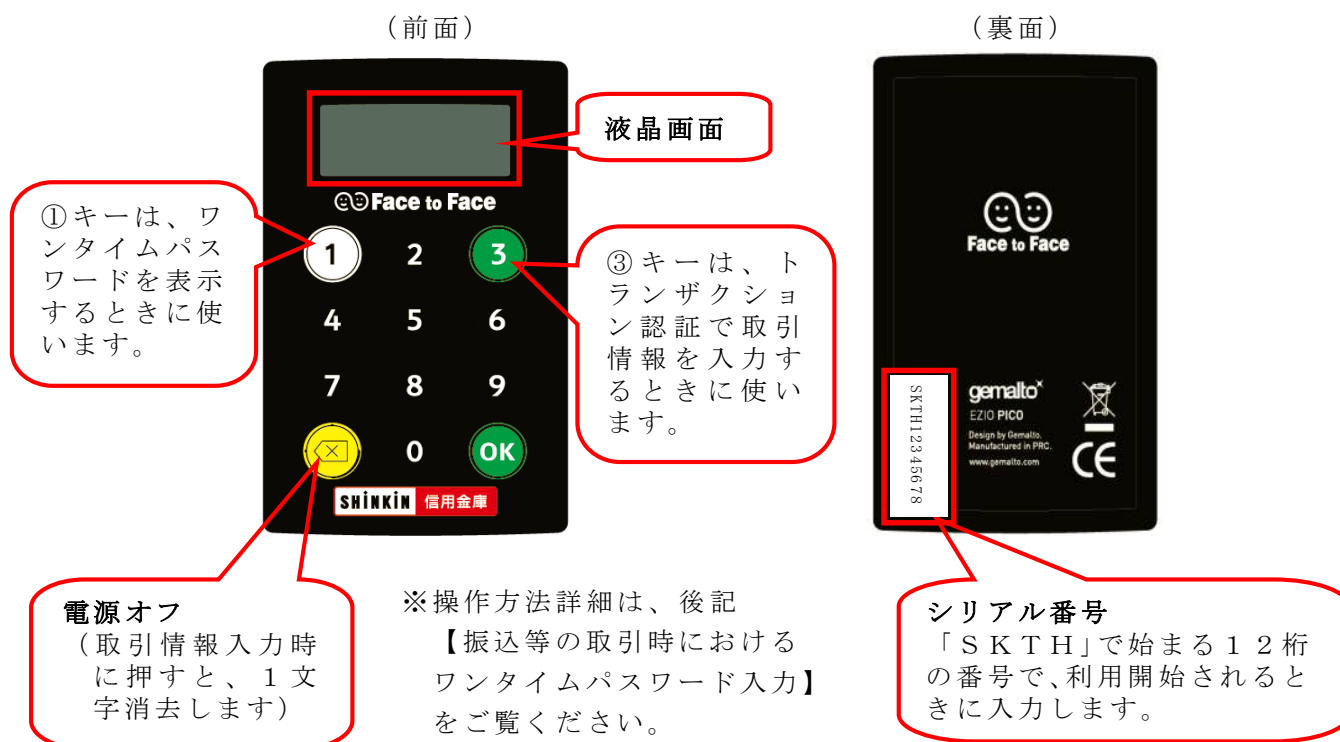 （前面）
（裏面）
液晶画面
Face to Face
①キーは、ワ
ンタイムパス
ワードを表示
するときに使
います。
1 2 3
4 5 6
7 8 9
0 OK
SHiNKiN 信用金庫
③キーは、ト
ランザクショ
ン認証で取引
情報を入力す
るときに使い
ます。
Face to Face
SKTH12345678
gemalto×
EZIO PICO
Design by Gemalto.
Manufactured in PRC.
www.gemalto.com
CE
電源オフ
（取引情報入力時
に押すと、１文
字消去します）
※操作方法詳細は、後記
【振込等の取引時における
ワンタイムパスワード入力】
をご覧ください。
シリアル番号
「ＳＫＴＨ」で始まる１２桁
の番号で、利用開始されると
きに入力します。